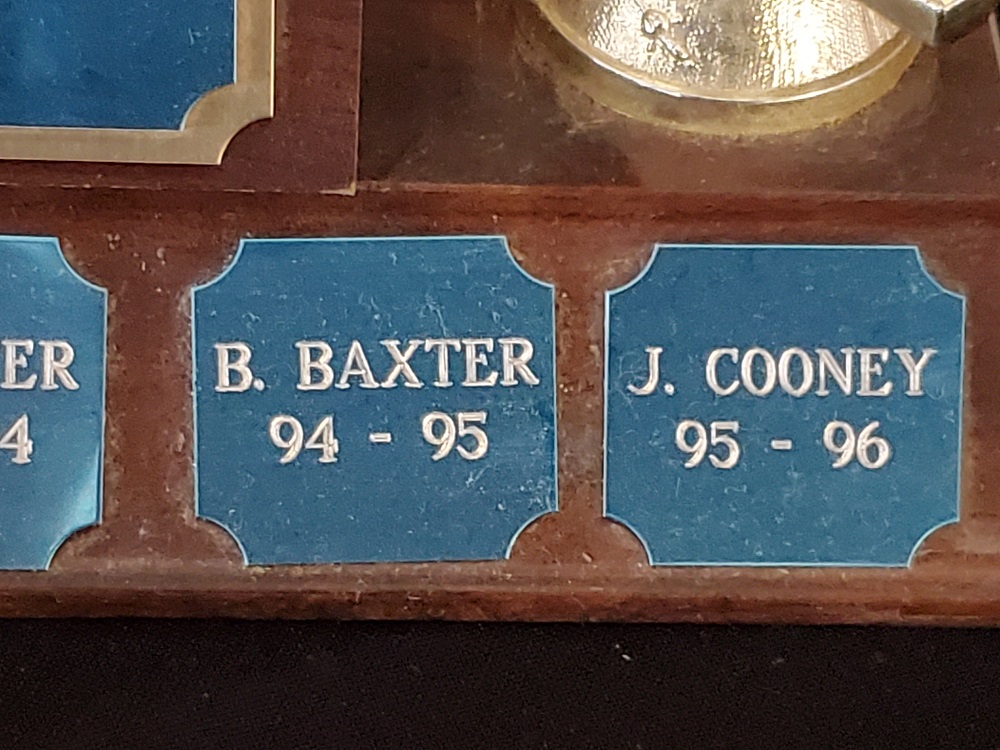 B. BAXTER
94 - 95
J. COONEY
95 - 96